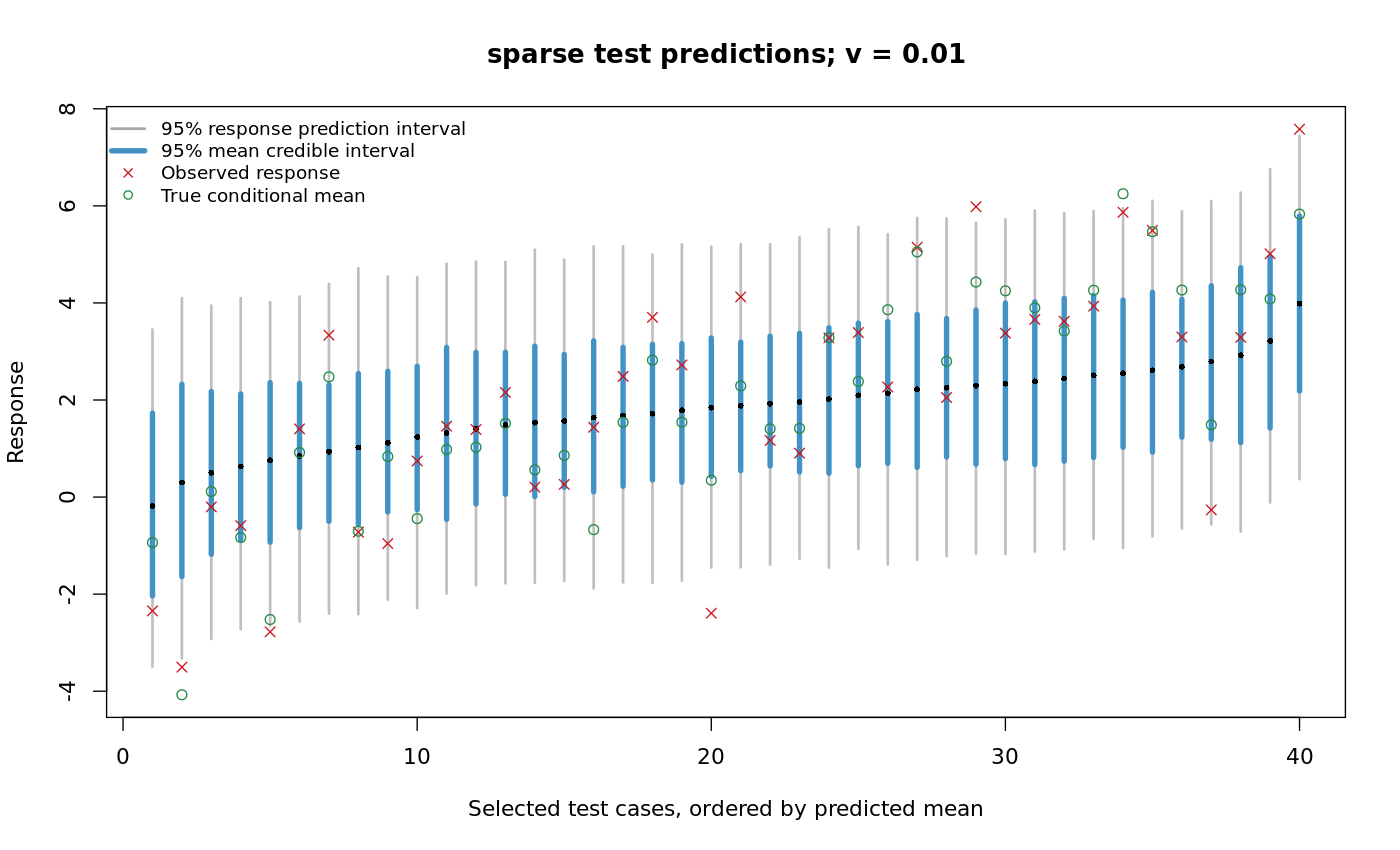 sparse test predictions; v = 0.01
95% response prediction interval
95% mean credible interval
Observed response
True conditional mean
Response
8
6
4
2
0
-2
-4
0 10 20 30 40
Selected test cases, ordered by predicted mean